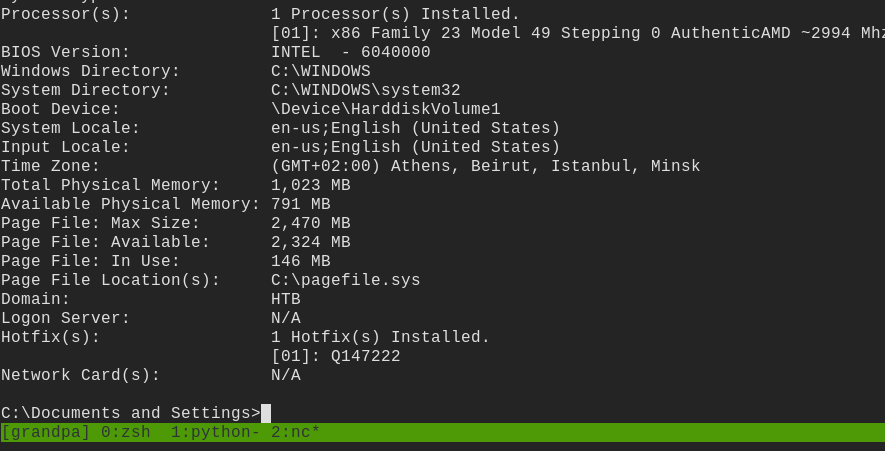 Processor(s):              1 Processor(s) Installed.
                           [01]: x86 Family 23 Model 49 Stepping 0 AuthenticAMD ~2994 Mhz
BIOS Version:              INTEL  - 6040000
Windows Directory:         C:\WINDOWS
System Directory:          C:\WINDOWS\system32
Boot Device:               \Device\HarddiskVolume1
System Locale:             en-us;English (United States)
Input Locale:              en-us;English (United States)
Time Zone:                 (GMT+02:00) Athens, Beirut, Istanbul, Minsk
Total Physical Memory:     1,023 MB
Available Physical Memory: 791 MB
Page File: Max Size:       2,470 MB
Page File: Available:      2,324 MB
Page File: In Use:         146 MB
Page File Location(s):     C:\pagefile.sys
Domain:                    HTB
Logon Server:              N/A
Hotfix(s):                 1 Hotfix(s) Installed.
                           [01]: Q147222
Network Card(s):           N/A
C:\Documents and Settings>
[grandpa] 0:zsh  1:python- 2:nc*